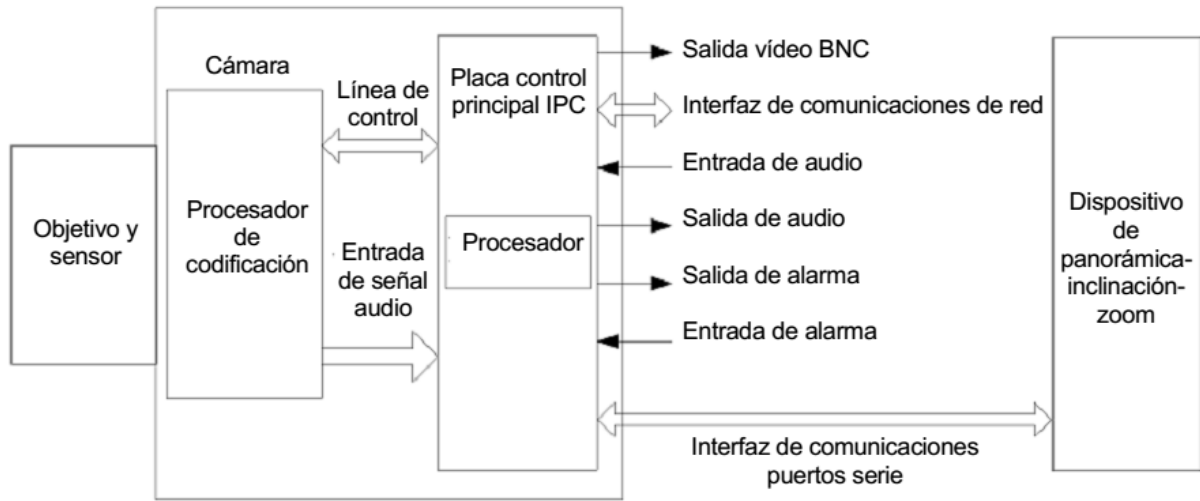 Objetivo y
sensor
Cámara
Procesador
de
codificación
Línea de
control
Entrada
de señal
audio
Placa control
principal IPC
Procesador
Salida vídeo BNC
Interfaz de comunicaciones de red
Entrada de audio
Salida de audio
Salida de alarma
Entrada de alarma
Interfaz de comunicaciones
puertos serie
Dispositivo
de
panorámica-
inclinación-
zoom